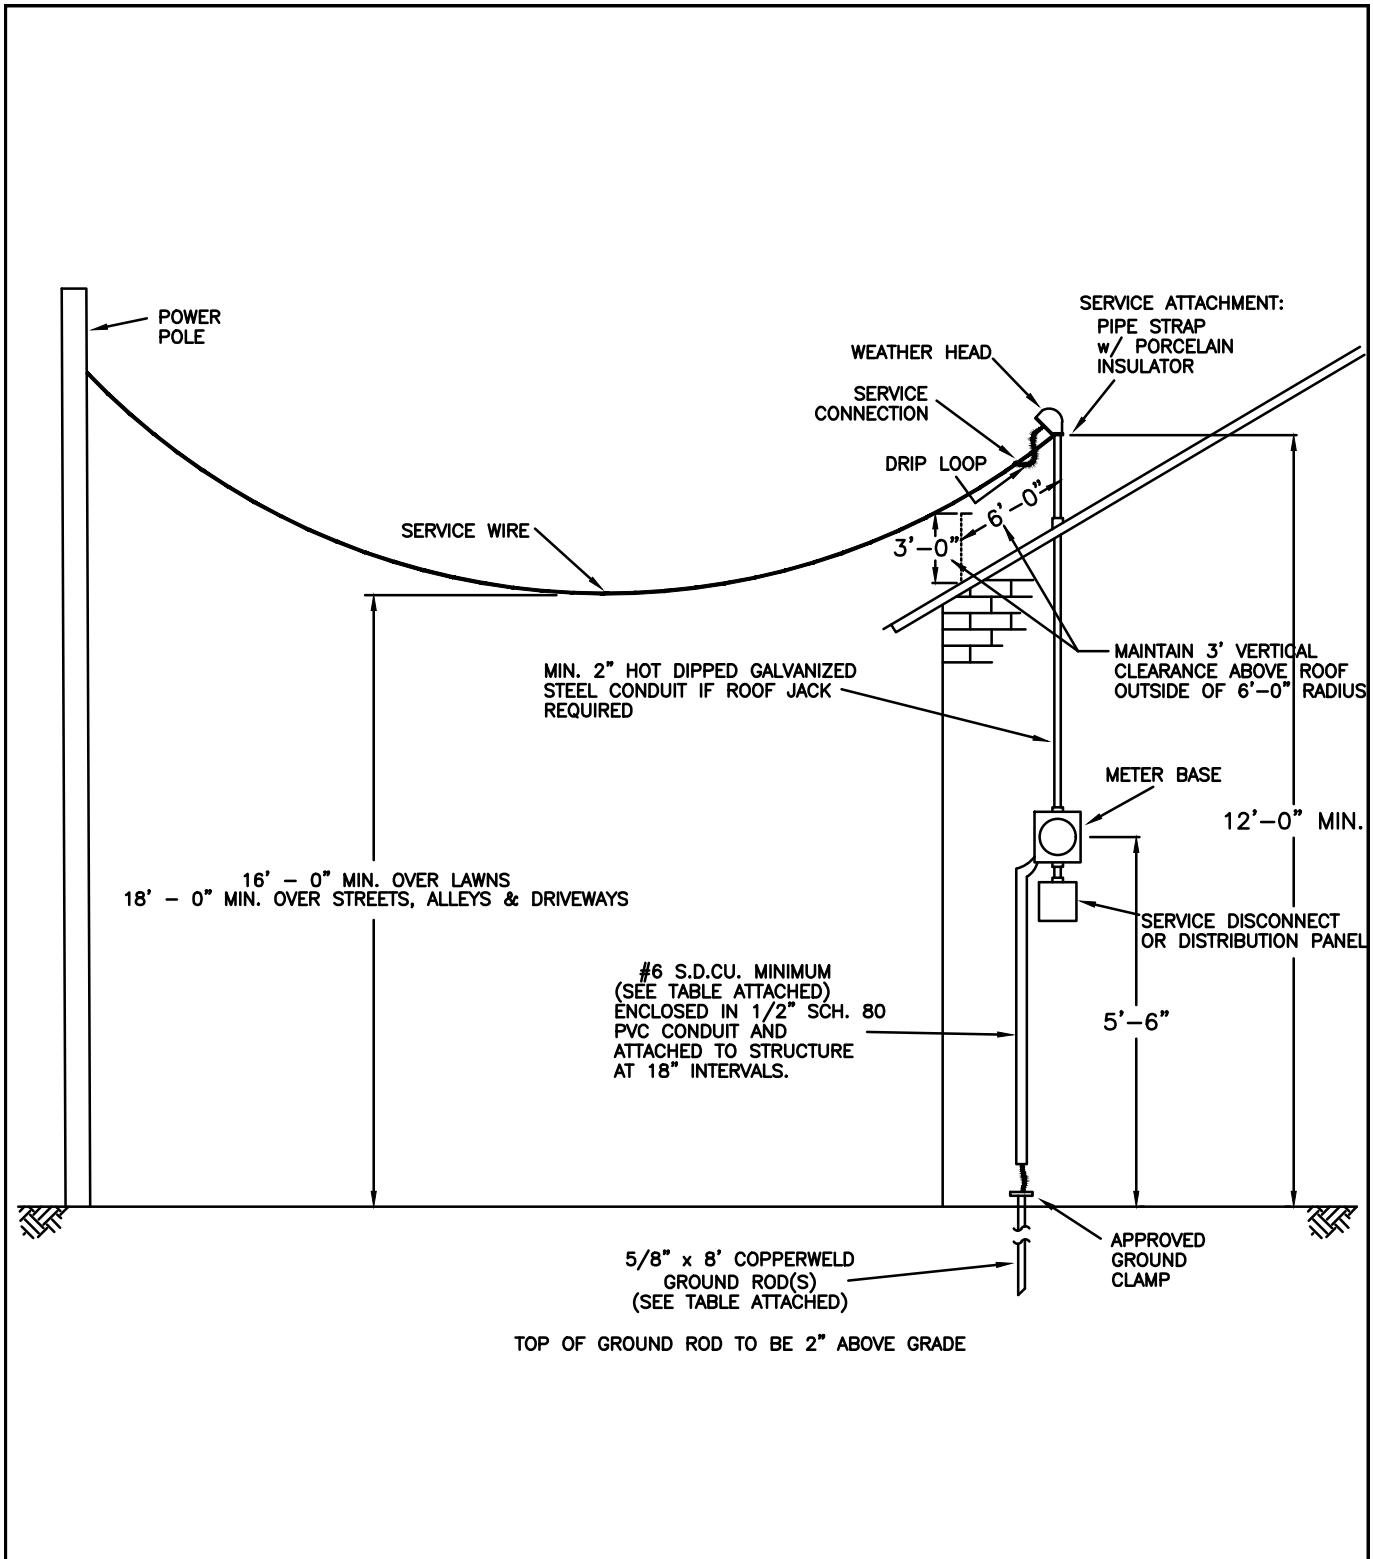 POWER
POLE
SERVICE ATTACHMENT:
PIPE STRAP
w/ PORCELAIN
INSULATOR
WEATHER HEAD
SERVICE
CONNECTION
DRIP LOOP
6'-0"
SERVICE WIRE
3'-0"
MAINTAIN 3' VERTICAL
CLEARANCE ABOVE ROOF
OUTSIDE OF 6'-0" RADIUS
MIN. 2" HOT DIPPED GALVANIZED
STEEL CONDUIT IF ROOF JACK
REQUIRED
METER BASE
12'-0" MIN.
16' - 0" MIN. OVER LAWNS
18' - 0" MIN. OVER STREETS, ALLEYS & DRIVEWAYS
SERVICE DISCONNECT
OR DISTRIBUTION PANEL
#6 S.D.CU. MINIMUM
(SEE TABLE ATTACHED)
ENCLOSED IN 1/2" SCH. 80
PVC CONDUIT AND
ATTACHED TO STRUCTURE
AT 18" INTERVALS.
5'-6"
APPROVED
GROUND
CLAMP
5/8" x 8' COPPERWELD
GROUND ROD(S)
(SEE TABLE ATTACHED)
TOP OF GROUND ROD TO BE 2" ABOVE GRADE